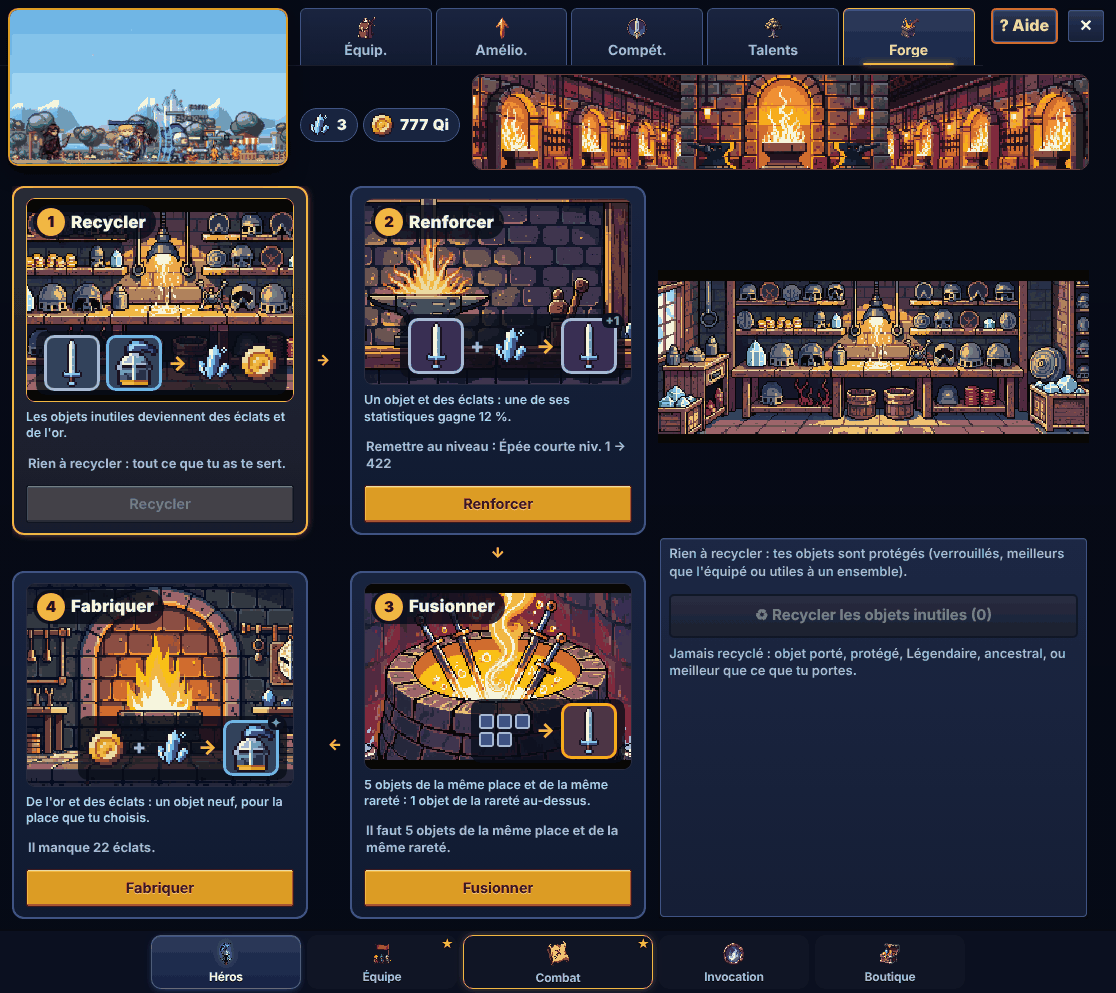 Équip.
Amélio.
Compét.
Talents
Forge
? Aide
×
3
777 Qi
1 Recycler
Les objets inutiles deviennent des éclats et
de l'or.
Rien à recycler : tout ce que tu as te sert.
Recycler
2 Renforcer
+1
Un objet et des éclats : une de ses
statistiques gagne 12 %.
Remettre au niveau : Épée courte niv. 1 →
422
Renforcer
4 Fabriquer
De l'or et des éclats : un objet neuf, pour la
place que tu choisis.
Il manque 22 éclats.
Fabriquer
3 Fusionner
5 objets de la même place et de la même
rareté : 1 objet de la rareté au-dessus.
Il faut 5 objets de la même place et de la
même rareté.
Fusionner
Rien à recycler : tes objets sont protégés (verrouillés, meilleurs
que l'équipé ou utiles à un ensemble).
♻ Recycler les objets inutiles (0)
Jamais recyclé : objet porté, protégé, Légendaire, ancestral, ou
meilleur que ce que tu portes.
Héros
Équipe
Combat
Invocation
Boutique